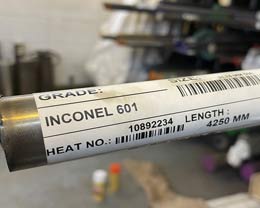 GRADE:
INCONEL 601
HEAT NO.: 10892234
LENGTH : 4250 MM